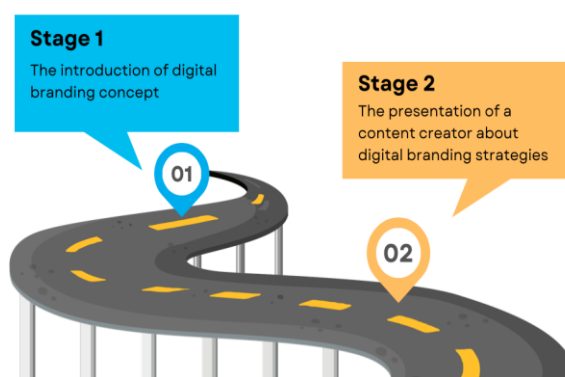 Stage 1
The introduction of digital
branding concept
01
Stage 2
The presentation of a
content creator about
digital branding strategies
02